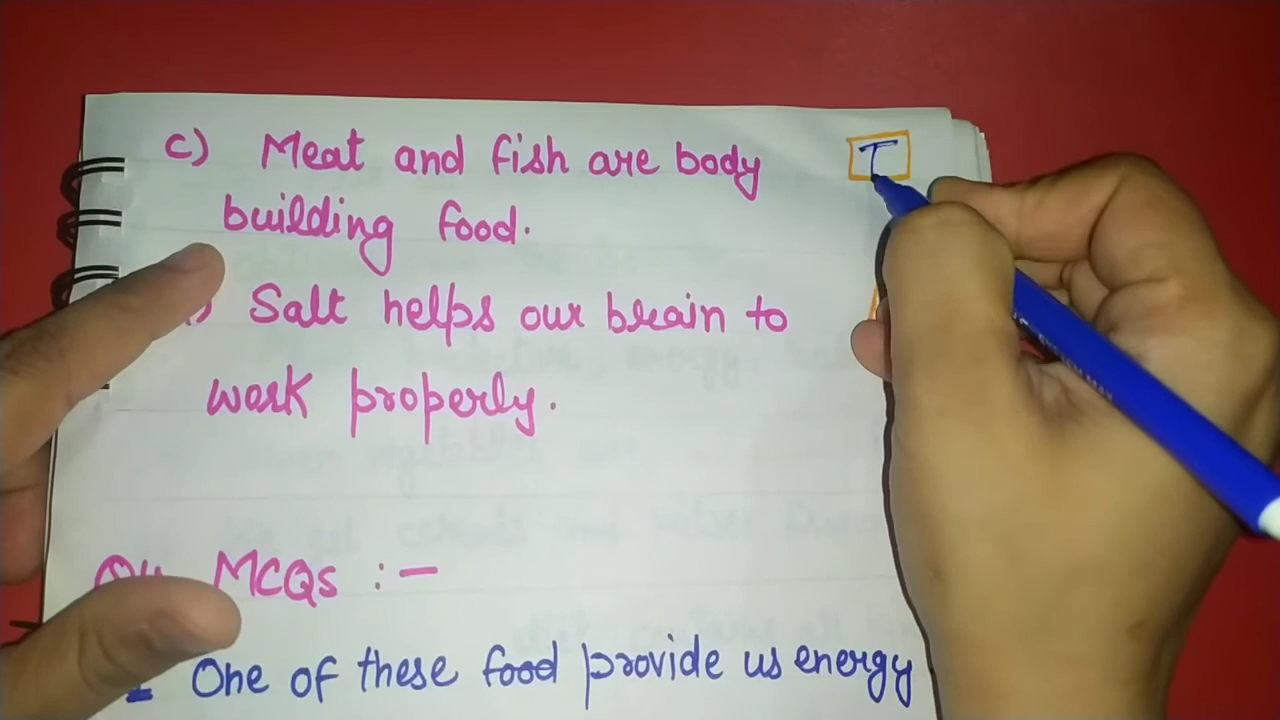 c) Meat and fish are body T
building food.
) Salt helps our brain to
work properly.
Q4 MCQs :-
One of these food provide us energy